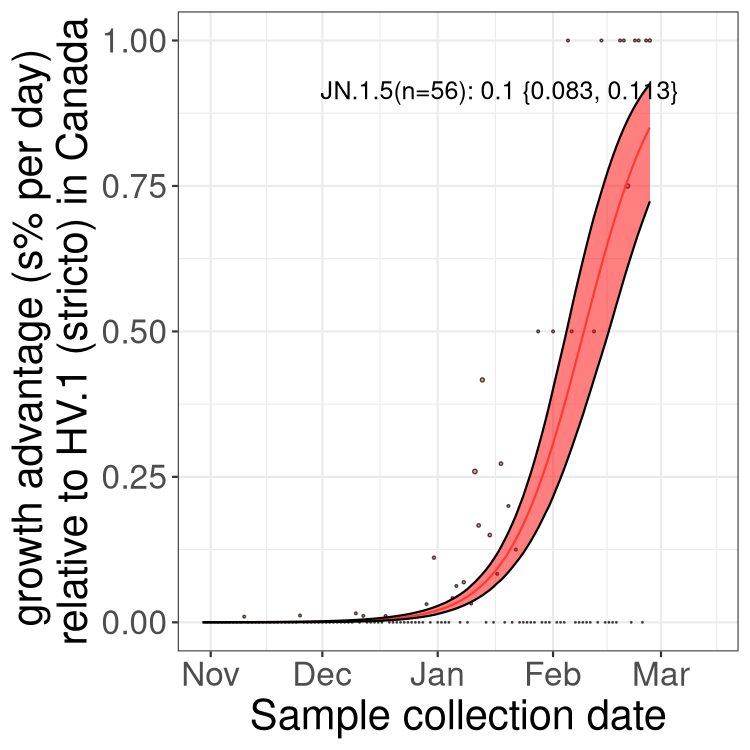 growth advantage (s% per day)
relative to HV.1 (stricto) in Canada
1.00
0.75
0.50
0.25
0.00
JN.1.5(n=56): 0.1 {0.083, 0.113}
Nov Dec Jan Feb Mar
Sample collection date